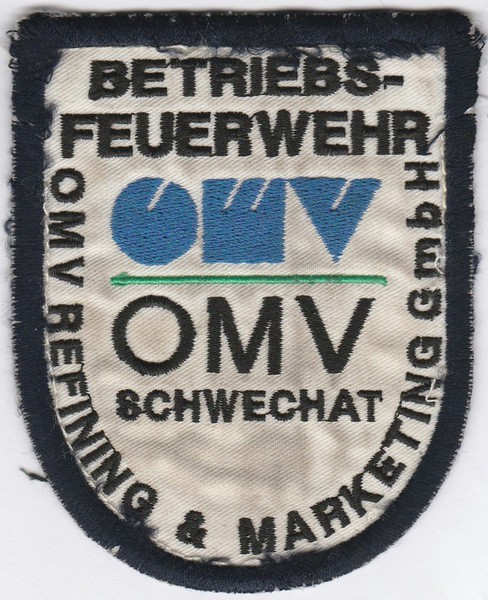 BETRIEBS-
FEUERWEHR
OMV
OMV
SCHWECHAT
OMV REFINING & MARKETING GmbH